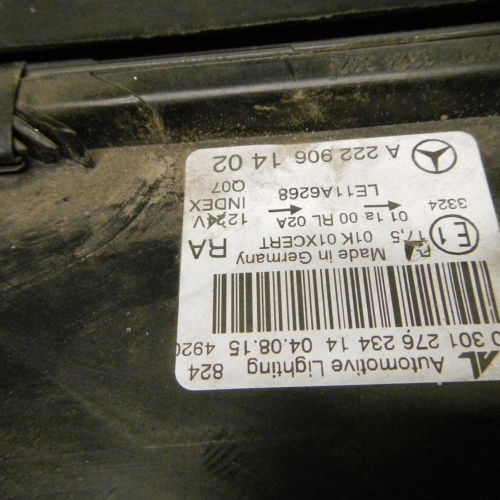 Automotive Lighting 824
0 301 276 234 14 04.08.15 492
Made in Germany
17,5 01K 01XCERT RA
E1 01 1a 00 RL 02A 12V
3324 LE11A6268 INDEX
Q07
A 222 906 14 02